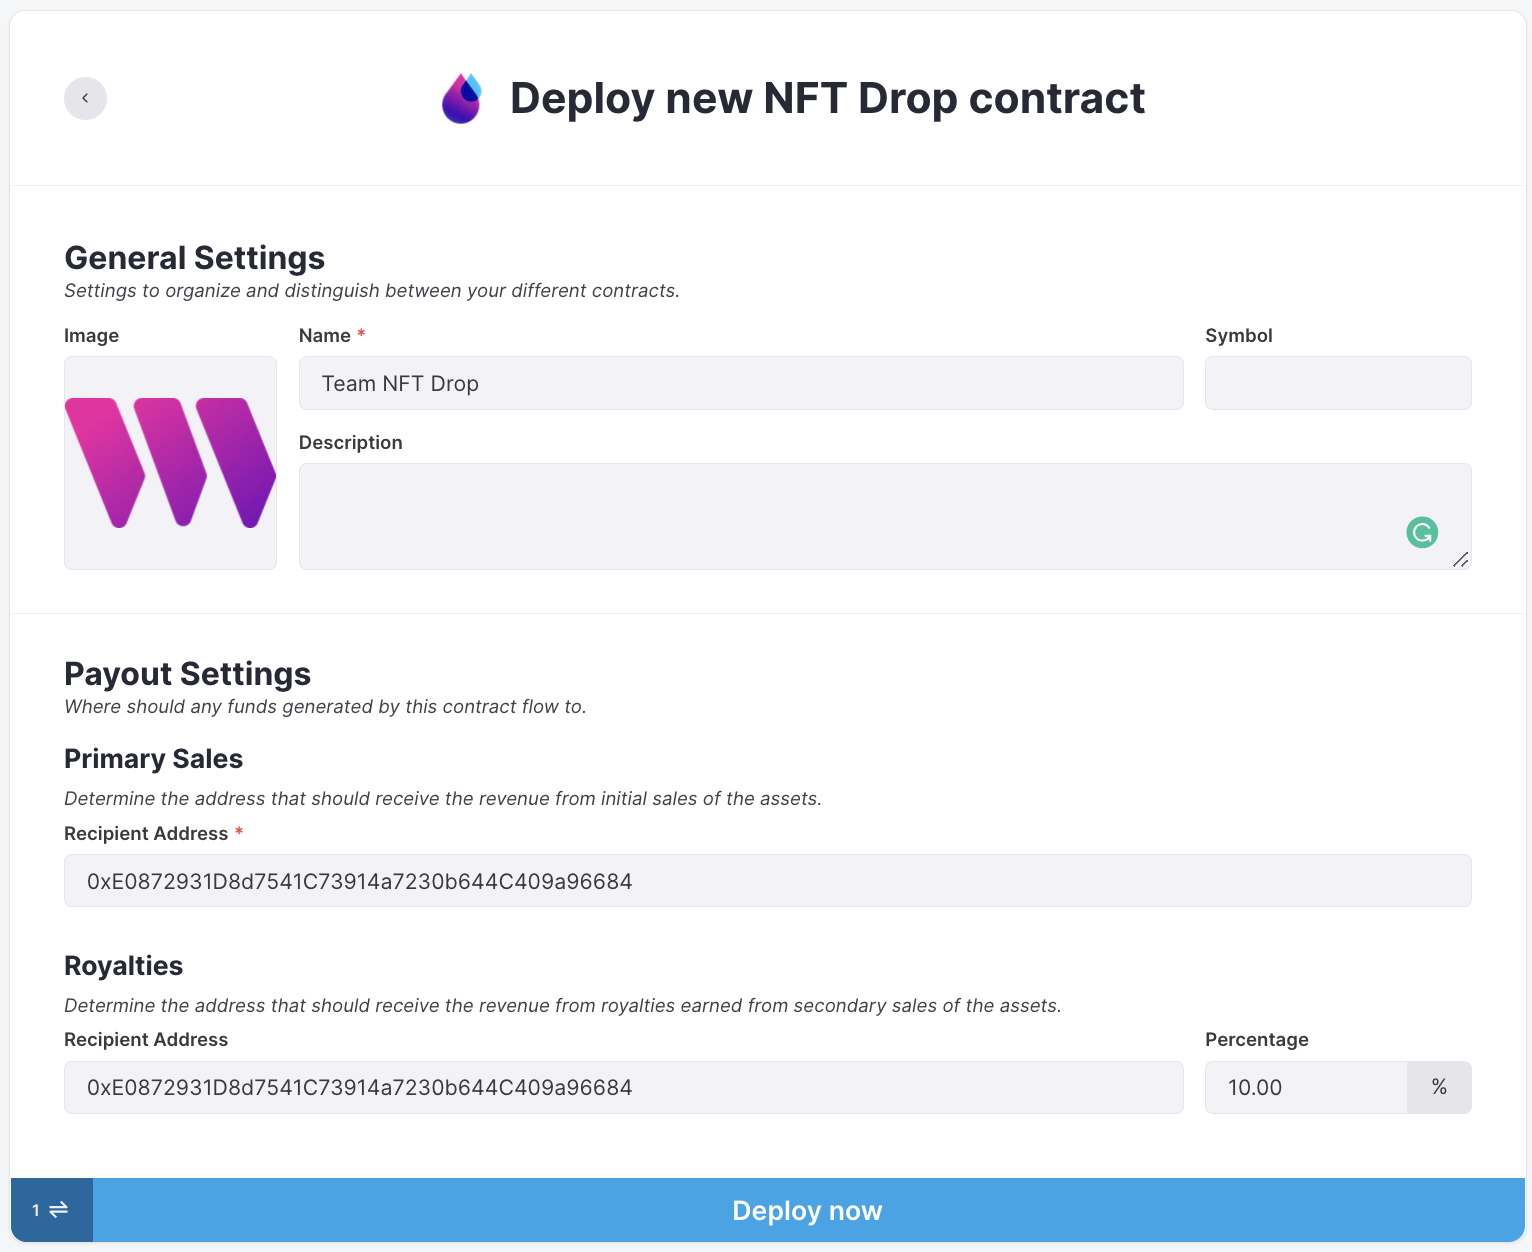 Deploy new NFT Drop contract
General Settings
Settings to organize and distinguish between your different contracts.
Image
Name *
Symbol
Team NFT Drop
Description
Payout Settings
Where should any funds generated by this contract flow to.
Primary Sales
Determine the address that should receive the revenue from initial sales of the assets.
Recipient Address *
0xE0872931D8d7541C73914a7230b644C409a96684
Royalties
Determine the address that should receive the revenue from royalties earned from secondary sales of the assets.
Recipient Address
Percentage
0xE0872931D8d7541C73914a7230b644C409a96684
10.00 %
1
Deploy now